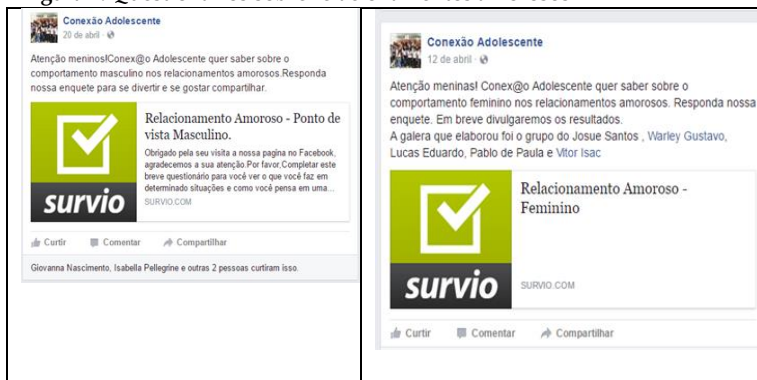 Conexão Adolescente
20 de abril
Atenção meninos!Conex@o Adolescente quer saber sobre o
comportamento masculino nos relacionamentos amorosos.Responda
nossa enquete para se divertir e se gostar compartilhar.
survio
Relacionamento Amoroso - Ponto de
vista Masculino.
Obrigado pela seu visita a nossa pagina no Facebook,
agradecemos a sua atenção.Por favor,Completar este
breve questionário para você ver o que você faz em
determinado situações e como você pensa em uma...
SURVIO.COM
Curtir Comentar Compartilhar
Giovanna Nascimento, Isabella Pellegrine e outras 2 pessoas curtiram isso.
Conexão Adolescente
12 de abril
Atenção meninas! Conex@o Adolescente quer saber sobre o
comportamento feminino nos relacionamentos amorosos. Responda nossa
enquete. Em breve divulgaremos os resultados.
A galera que elaborou foi o grupo do Josue Santos , Warley Gustavo,
Lucas Eduardo, Pablo de Paula e Vitor Isac
survio
Relacionamento Amoroso -
Feminino
SURVIO.COM
Curtir Comentar Compartilhar